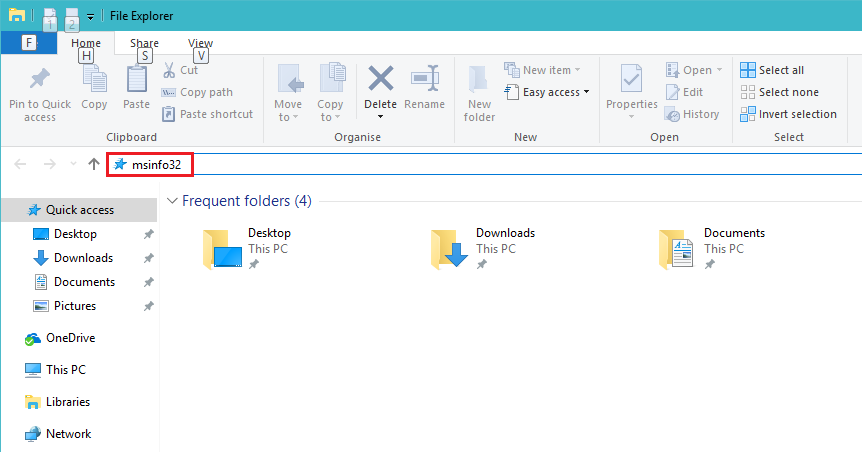 1 2 File Explorer
F Home Share View
H S V
Pin to Quick access
Copy
Paste
Cut
Copy path
Paste shortcut
Clipboard
Move to
Copy to
Delete
Rename
Organise
New folder
New item
Easy access
New
Properties
Open
Edit
History
Open
Select all
Select none
Invert selection
Select
msinfo32
Quick access
Desktop
Downloads
Documents
Pictures
OneDrive
This PC
Libraries
Network
Frequent folders (4)
Desktop
This PC
Downloads
This PC
Documents
This PC